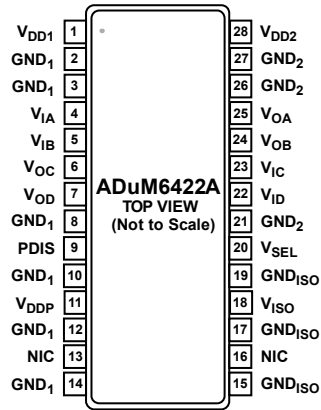 VDD1 1 28 VDD2
GND1 2 27 GND2
GND1 3 26 GND2
VIA 4 25 VOA
VIB 5 24 VOB
VOC 6 23 VIC
VOD 7 22 VID
ADuM6422A
TOP VIEW
(Not to Scale)
GND1 8 21 GND2
PDIS 9 20 VSEL
GND1 10 19 GNDISO
VDDP 11 18 VISO
GND1 12 17 GNDISO
NIC 13 16 NIC
GND1 14 15 GNDISO